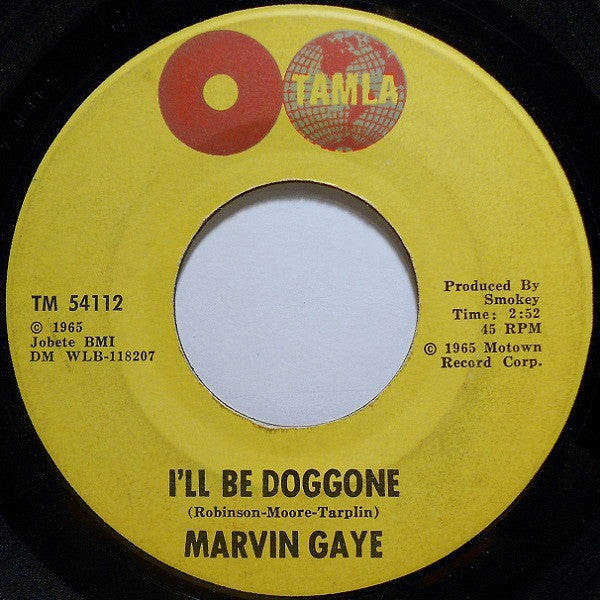 TAMLA
TM 54112
© 1965
Jobete BMI
DM WLB-118207
Produced By
Smokey
Time: 2:52
45 RPM
© 1965 Motown
Record Corp.
I'LL BE DOGGONE
(Robinson-Moore-Tarplin)
MARVIN GAYE